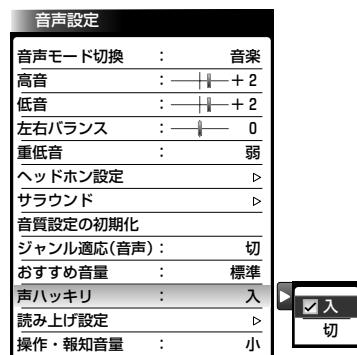 音声設定
音声モード切換 : 音楽
高音 : +2
低音 : +2
左右バランス : 0
重低音 : 弱
ヘッドホン設定
サラウンド
音質設定の初期化
ジャンル適応(音声) : 切
おすすめ音量 : 標準
声ハッキリ : 入
読み上げ設定
操作・報知音量 : 小
入
切